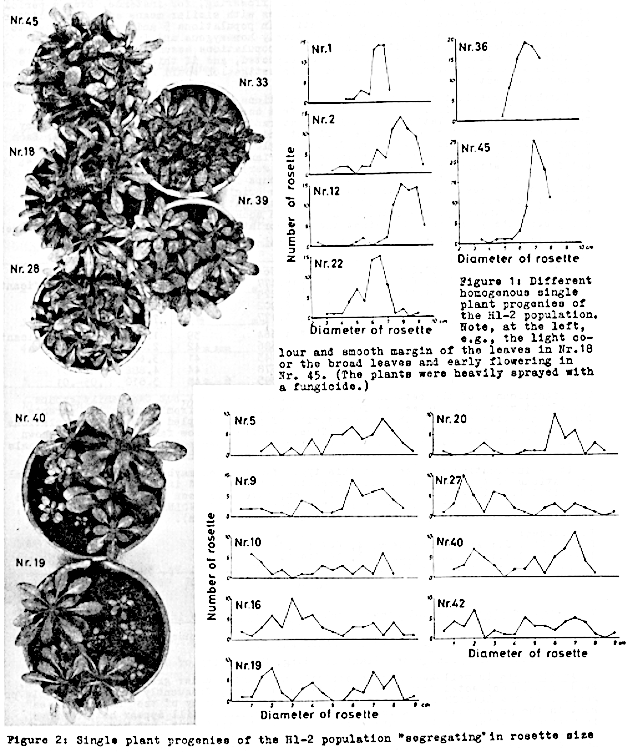 Nr.45
Nr.33
Nr.18
Nr.39
Nr.28
Nr.1
Nr.2
Nr.12
Nr.22
Number of rosette
Diameter of rosette
Nr.36
Nr.45
Diameter of rosette
Figure 1: Different
homogenous single
plant progenies of
the Hl-2 population.
Note, at the left,
e.g., the light co-
lour and smooth margin of the leaves in Nr.18
or the broad leaves and early flowering in
Nr. 45. (The plants were heavily sprayed with
a fungicide.)
Nr.40
Nr.19
Nr.5
Nr.9
Nr.10
Nr.16
Nr.19
Number of rosette
Diameter of rosette
Nr.20
Nr.27
Nr.40
Nr.42
Diameter of rosette
Figure 2: Single plant progenies of the Hl-2 population "segregating" in rosette size